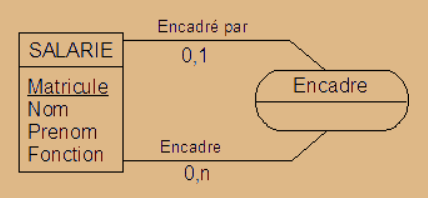 Encadré par
SALARIE
0,1
Matricule
Encadre
Nom
Prenom
Fonction
Encadre
0,n